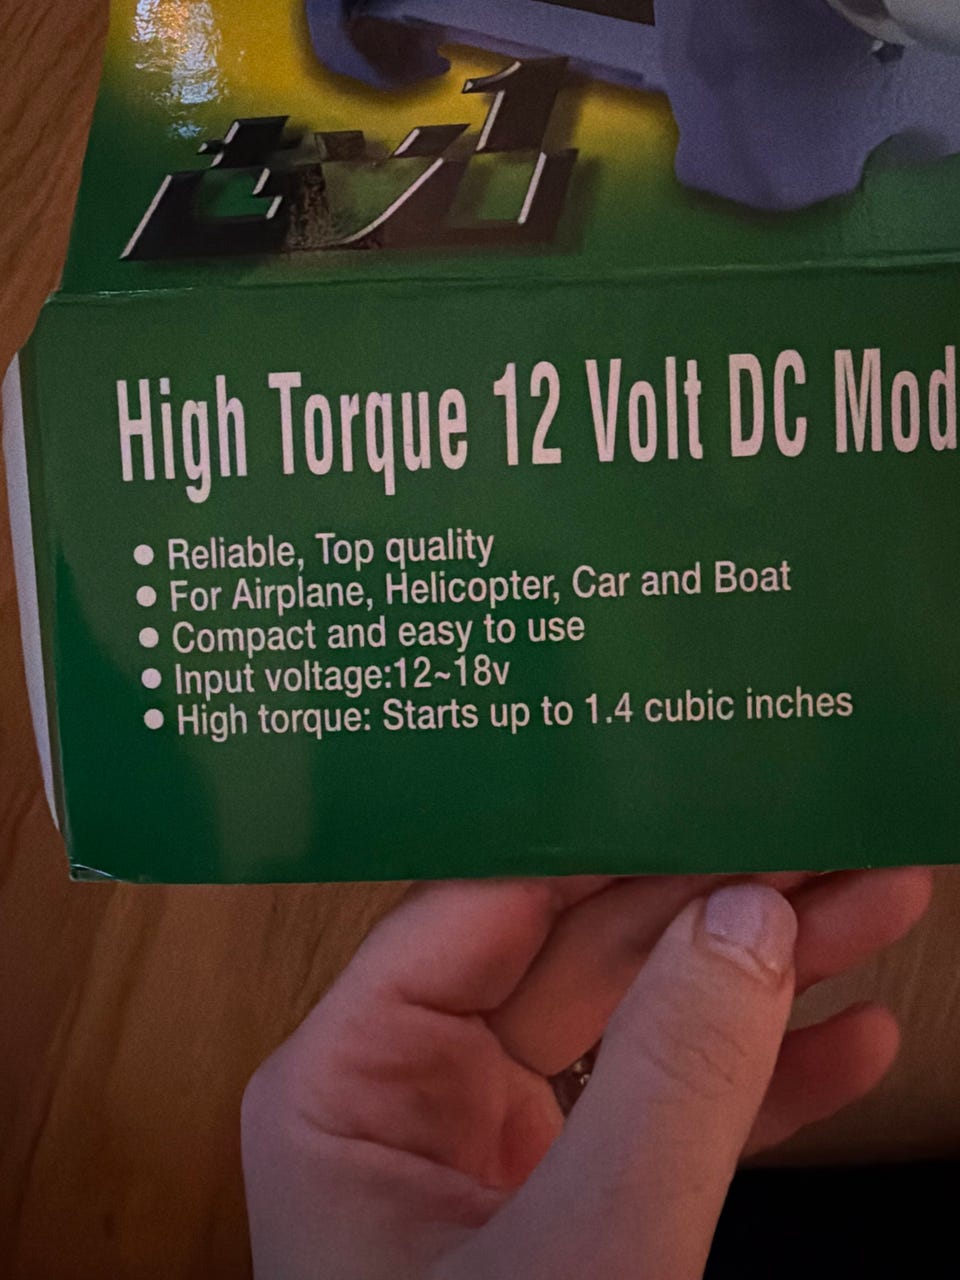 High Torque 12 Volt DC Mod
● Reliable, Top quality
● For Airplane, Helicopter, Car and Boat
● Compact and easy to use
● Input voltage:12~18v
● High torque: Starts up to 1.4 cubic inches